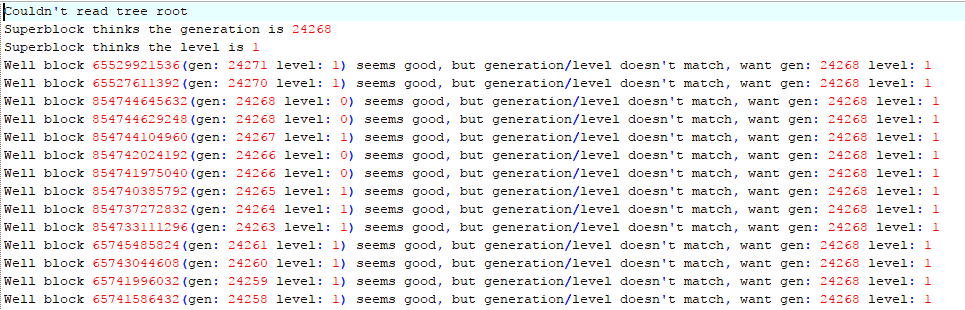 Couldn't read tree root
Superblock thinks the generation is 24268
Superblock thinks the level is 1
Well block 65529921536(gen: 24271 level: 1) seems good, but generation/level doesn't match, want gen: 24268 level: 1
Well block 65527611392(gen: 24270 level: 1) seems good, but generation/level doesn't match, want gen: 24268 level: 1
Well block 854744645632(gen: 24268 level: 0) seems good, but generation/level doesn't match, want gen: 24268 level: 1
Well block 854744629248(gen: 24268 level: 0) seems good, but generation/level doesn't match, want gen: 24268 level: 1
Well block 854744104960(gen: 24267 level: 1) seems good, but generation/level doesn't match, want gen: 24268 level: 1
Well block 854742024192(gen: 24266 level: 0) seems good, but generation/level doesn't match, want gen: 24268 level: 1
Well block 854741975040(gen: 24266 level: 0) seems good, but generation/level doesn't match, want gen: 24268 level: 1
Well block 854740385792(gen: 24265 level: 1) seems good, but generation/level doesn't match, want gen: 24268 level: 1
Well block 854737272832(gen: 24264 level: 1) seems good, but generation/level doesn't match, want gen: 24268 level: 1
Well block 854733111296(gen: 24263 level: 1) seems good, but generation/level doesn't match, want gen: 24268 level: 1
Well block 65745485824(gen: 24261 level: 1) seems good, but generation/level doesn't match, want gen: 24268 level: 1
Well block 65743044608(gen: 24260 level: 1) seems good, but generation/level doesn't match, want gen: 24268 level: 1
Well block 65741996032(gen: 24259 level: 1) seems good, but generation/level doesn't match, want gen: 24268 level: 1
Well block 65741586432(gen: 24258 level: 1) seems good, but generation/level doesn't match, want gen: 24268 level: 1